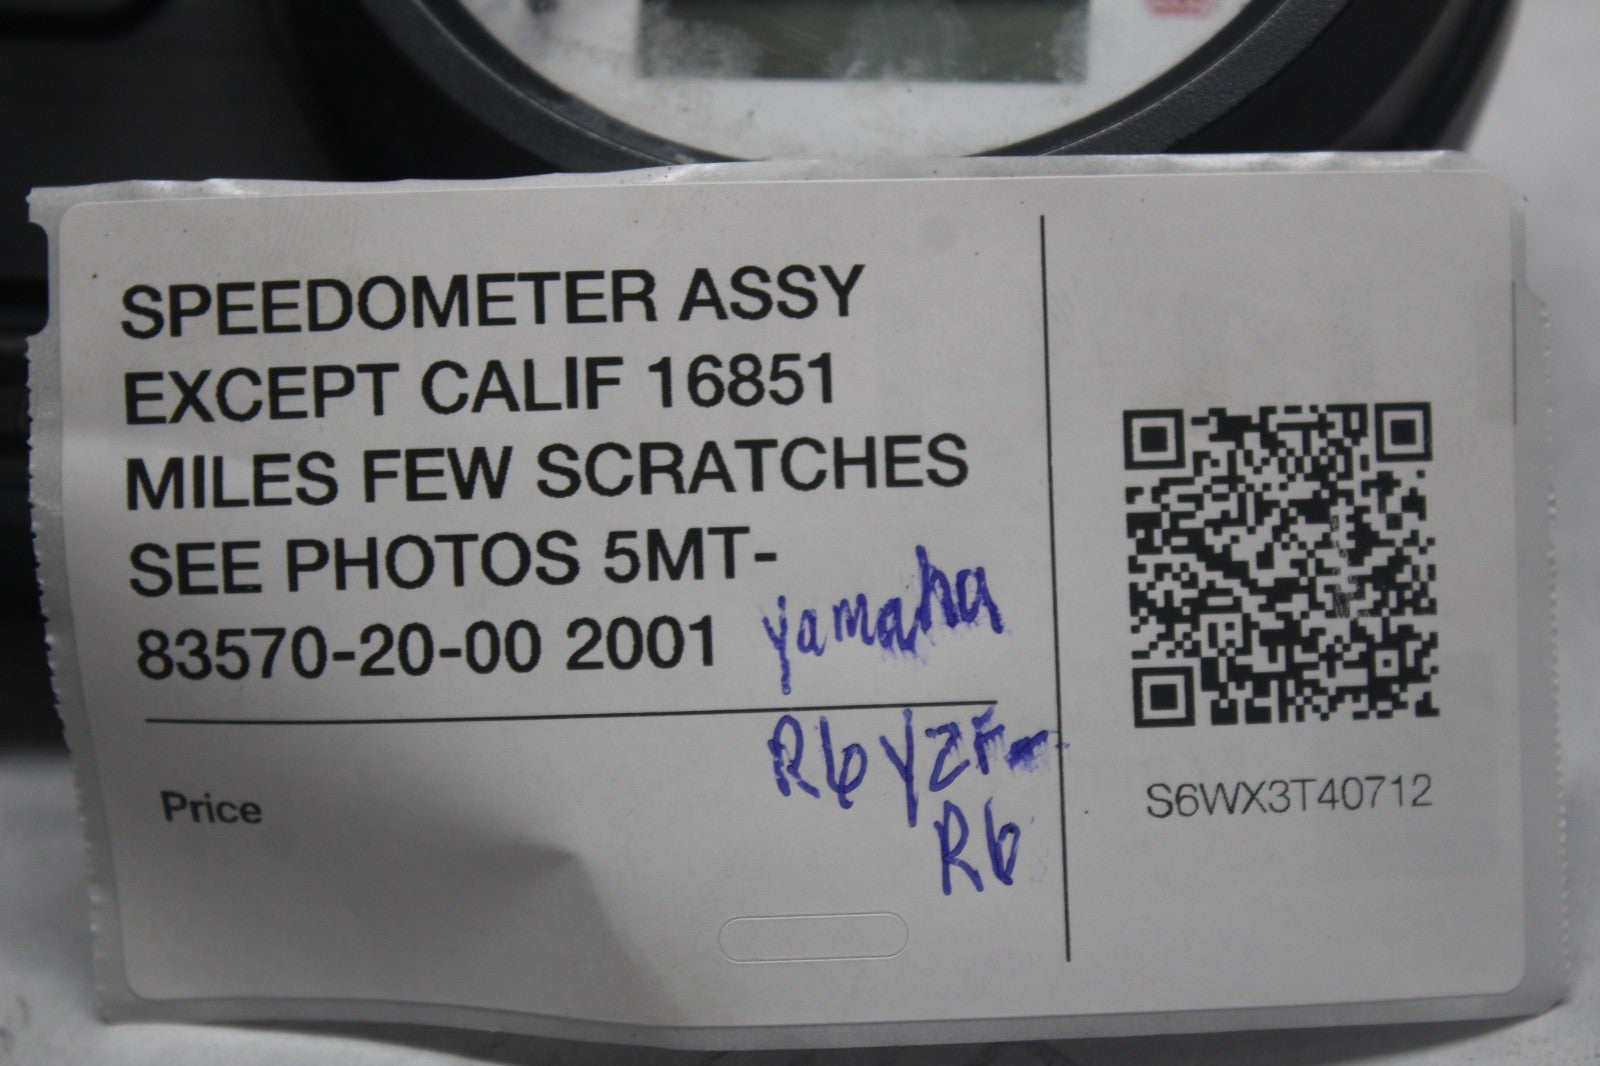 SPEEDOMETER ASSY
EXCEPT CALIF 16851
MILES FEW SCRATCHES
SEE PHOTOS 5MT-
83570-20-00 2001 yamaha
R6 YZF-
R6
Price
S6WX3T40712